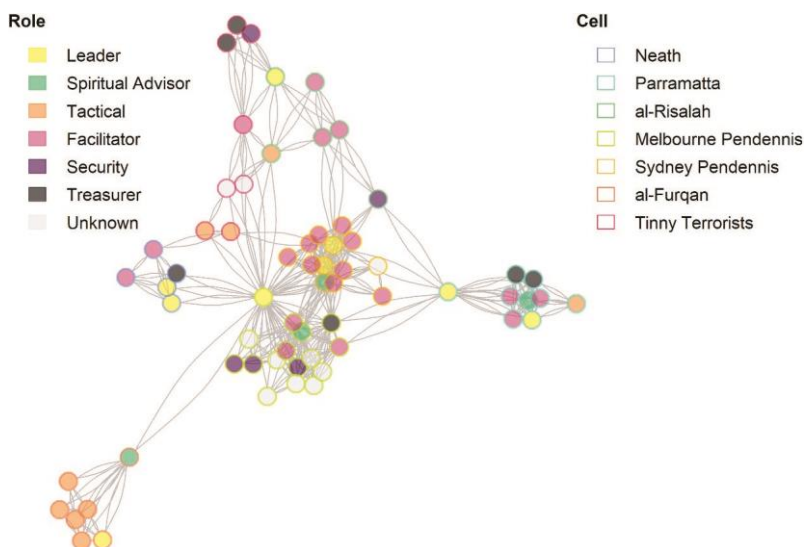 Role
Leader
Spiritual Advisor
Tactical
Facilitator
Security
Treasurer
Unknown
Cell
Neath
Parramatta
al-Risalah
Melbourne Pendennis
Sydney Pendennis
al-Furqan
Tinny Terrorists